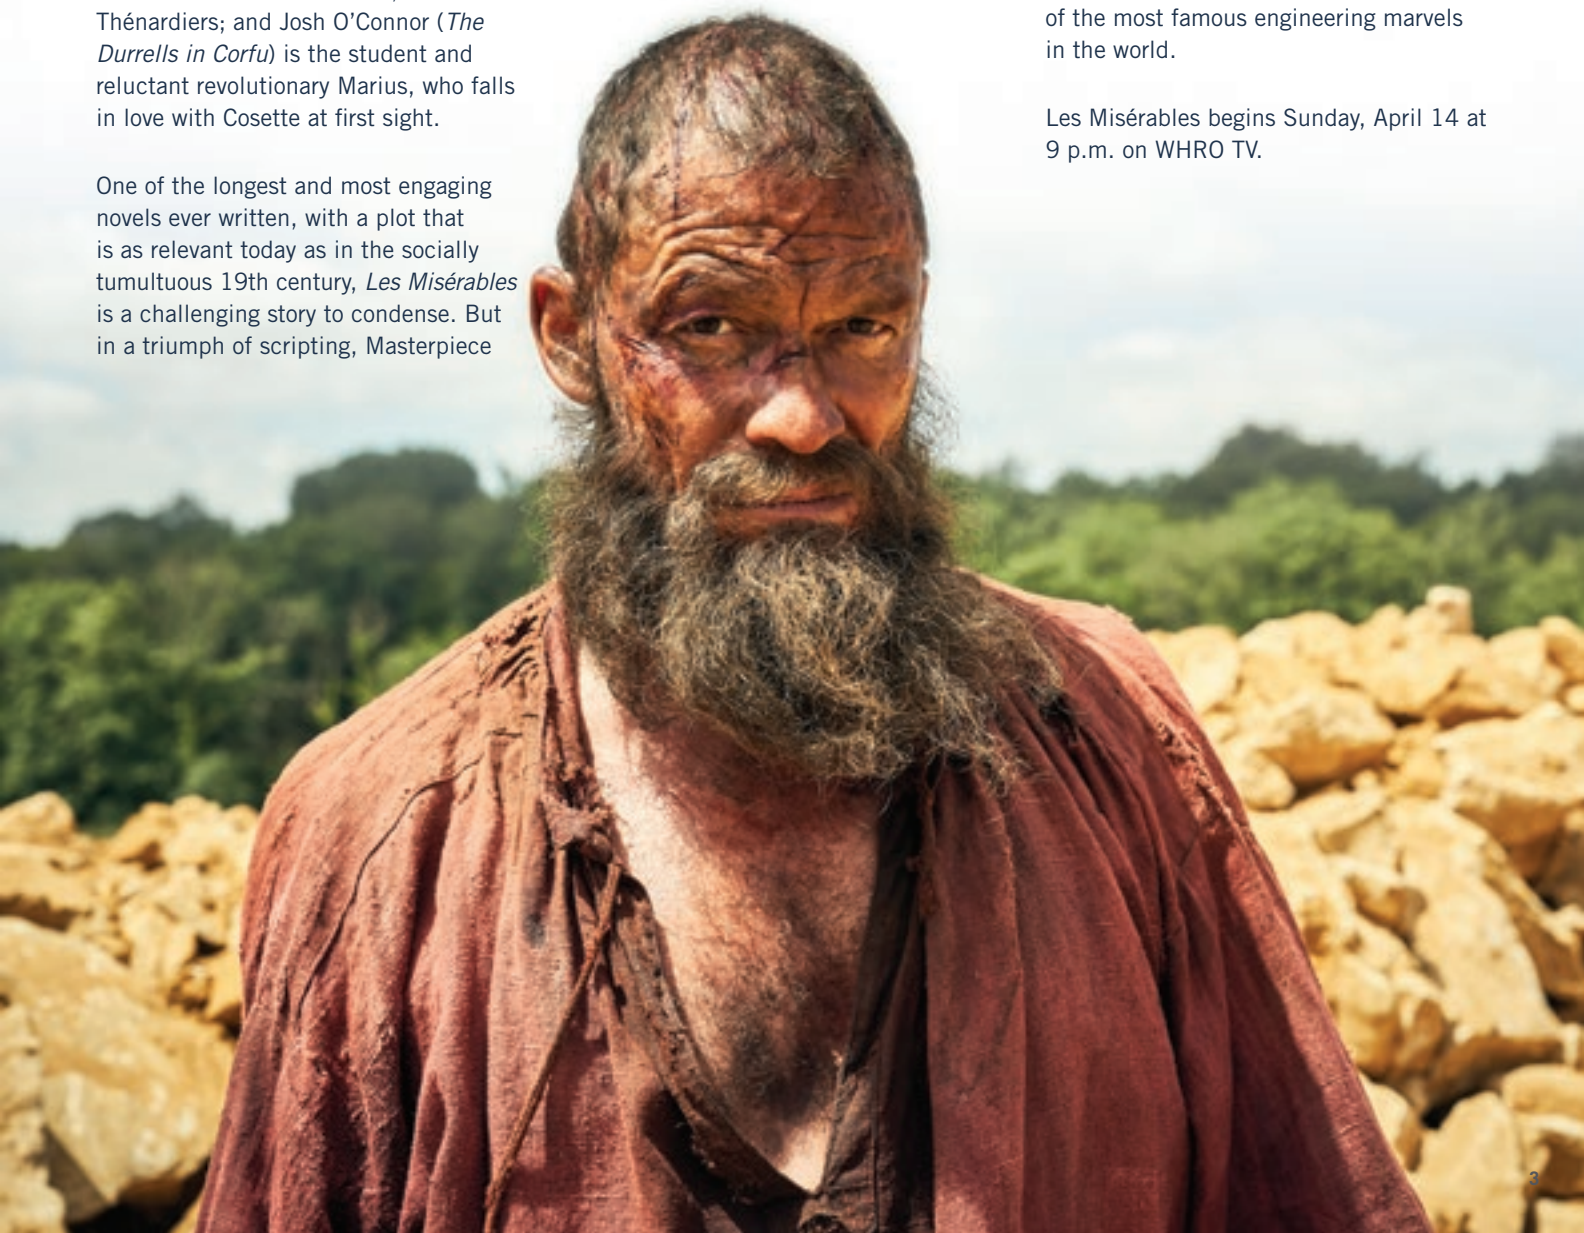 Thénardiers; and Josh O’Connor (The
Durrells in Corfu) is the student and
reluctant revolutionary Marius, who falls
in love with Cosette at first sight.
One of the longest and most engaging
novels ever written, with a plot that
is as relevant today as in the socially
tumultuous 19th century, Les Misérables
is a challenging story to condense. But
in a triumph of scripting, Masterpiece
of the most famous engineering marvels
in the world.
Les Misérables begins Sunday, April 14 at
9 p.m. on WHRO TV.
3